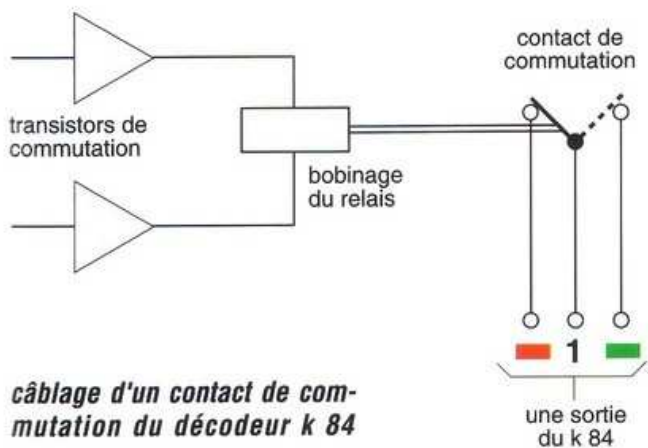 contact de
commutation
transistors de
commutation
bobinage
du relais
1
câblage d'un contact de com-
mutation du décodeur k 84
une sortie
du k 84